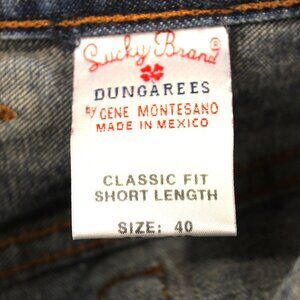 Lucky Brand®
DUNGAREES
BY GENE MONTESANO
MADE IN MEXICO
CLASSIC FIT
SHORT LENGTH
SIZE: 40